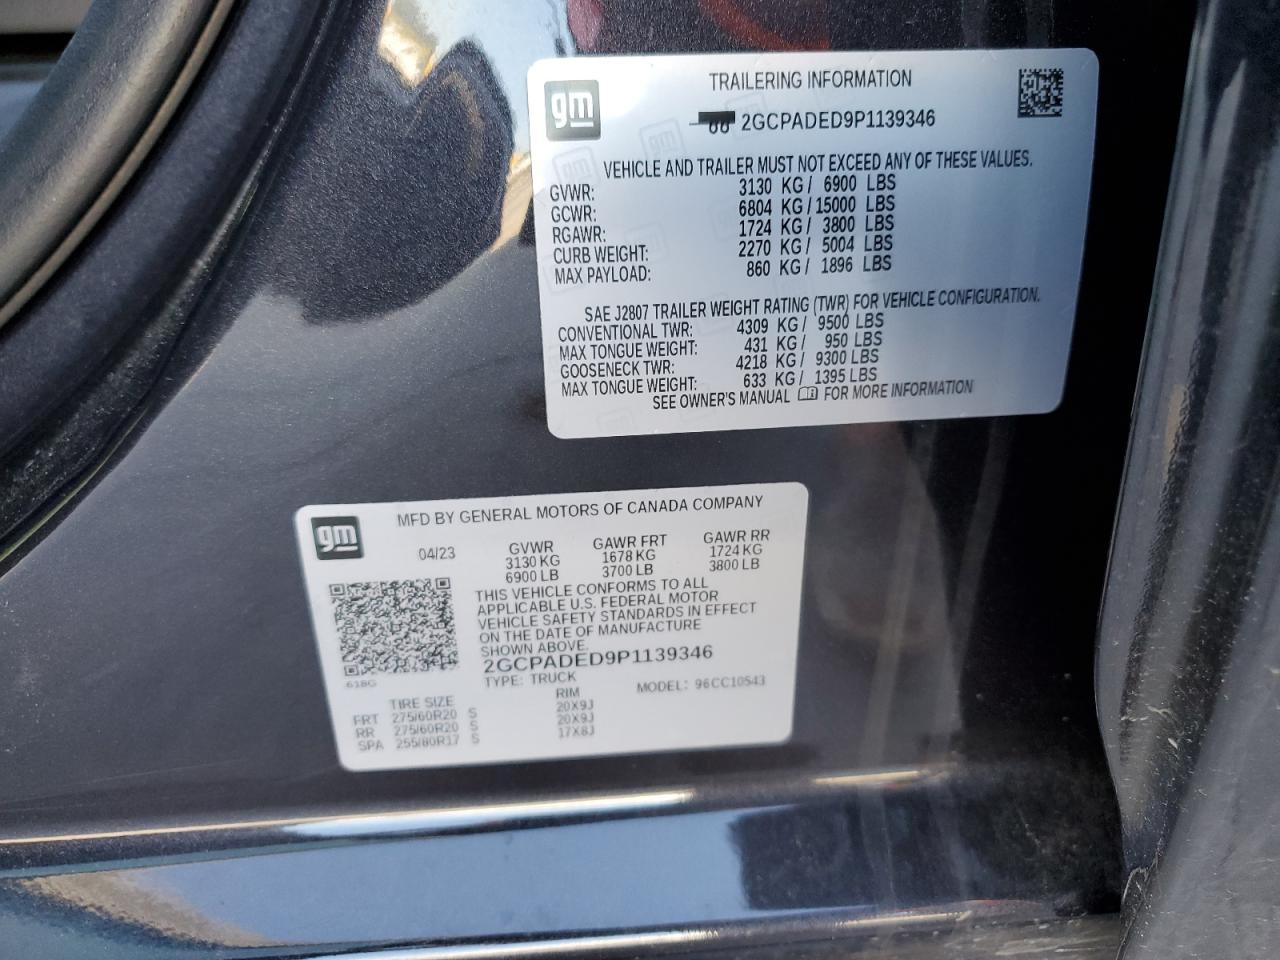 gm
TRAILERING INFORMATION
2GCPADED9P1139346
VEHICLE AND TRAILER MUST NOT EXCEED ANY OF THESE VALUES.
GVWR: 3130 KG / 6900 LBS
GCWR: 6804 KG / 15000 LBS
RGAWR: 1724 KG / 3800 LBS
CURB WEIGHT: 2270 KG / 5004 LBS
MAX PAYLOAD: 860 KG / 1896 LBS
SAE J2807 TRAILER WEIGHT RATING (TWR) FOR VEHICLE CONFIGURATION.
CONVENTIONAL TWR: 4309 KG / 9500 LBS
MAX TONGUE WEIGHT: 431 KG / 950 LBS
GOOSENECK TWR: 4218 KG / 9300 LBS
MAX TONGUE WEIGHT: 633 KG / 1395 LBS
SEE OWNER'S MANUAL FOR MORE INFORMATION
gm
MFD BY GENERAL MOTORS OF CANADA COMPANY
04/23 GVWR GAWR FRT GAWR RR
3130 KG 1678 KG 1724 KG
6900 LB 3700 LB 3800 LB
THIS VEHICLE CONFORMS TO ALL
APPLICABLE U.S. FEDERAL MOTOR
VEHICLE SAFETY STANDARDS IN EFFECT
ON THE DATE OF MANUFACTURE
SHOWN ABOVE.
2GCPADED9P1139346
618G
TYPE: TRUCK MODEL: 96CC10543
TIRE SIZE RIM
FRT 275/60R20 S 20X9J
RR 275/60R20 S 20X9J
SPA 255/80R17 S 17X8J